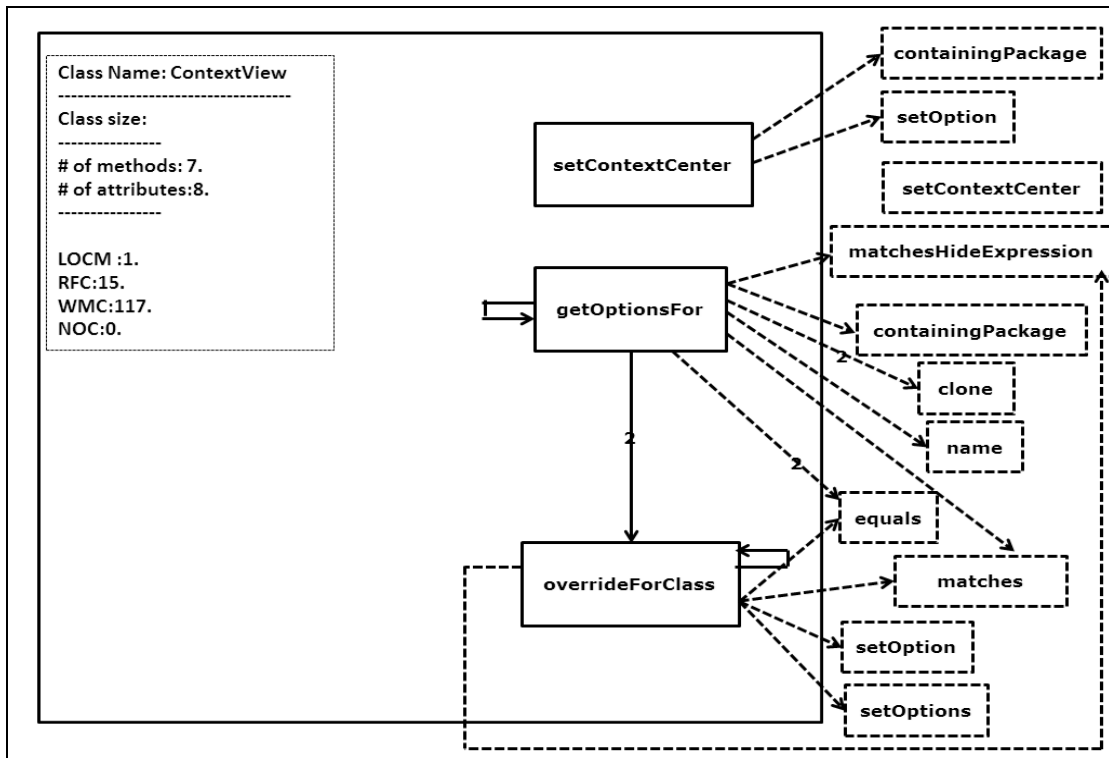 Class Name: ContextView
-----------------------------------
Class size:
----------------
# of methods: 7.
# of attributes:8.
----------------
LOCM :1.
RFC:15.
WMC:117.
NOC:0.
setContextCenter
getOptionsFor
overrideForClass
2
2
2
containingPackage
setOption
setContextCenter
matchesHideExpression
containingPackage
clone
name
equals
matches
setOption
setOptions